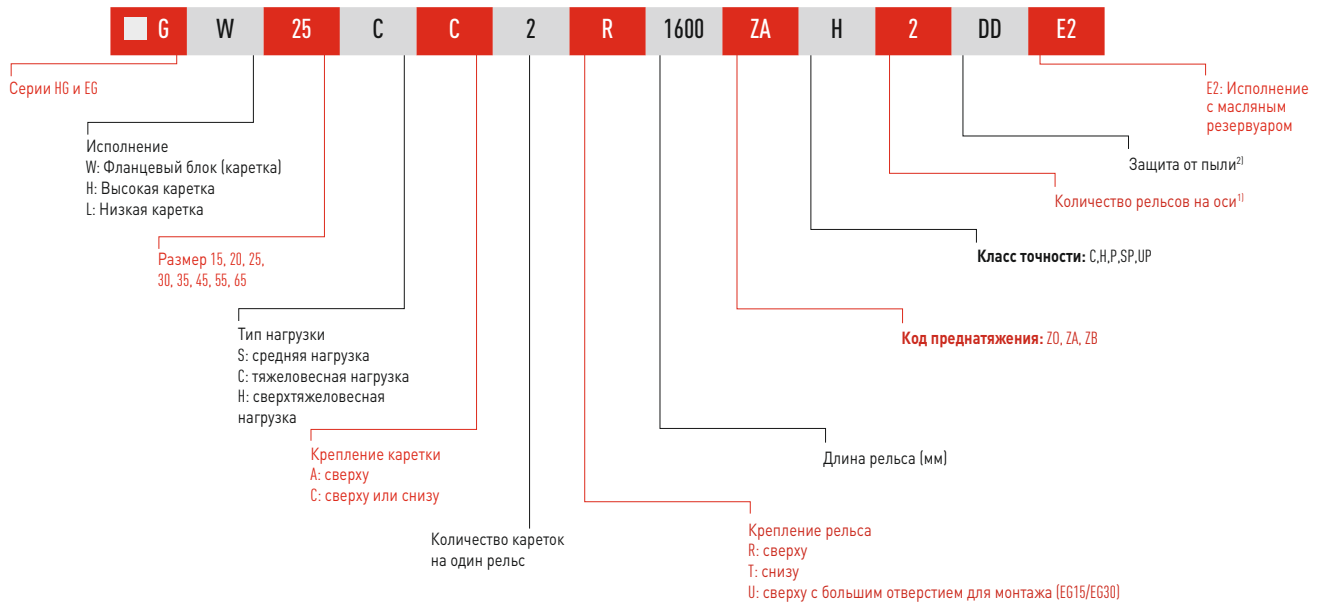 G W 25 C C 2 R 1600 ZA H 2 DD E2
Серии HG и EG
E2: Исполнение
с масляным
резервуаром
Исполнение
W: Фланцевый блок (каретка)
H: Высокая каретка
L: Низкая каретка
Защита от пыли2)
Количество рельсов на оси1)
Размер 15, 20, 25,
30, 35, 45, 55, 65
Класс точности: C,H,P,SP,UP
Тип нагрузки
S: средняя нагрузка
C: тяжеловесная нагрузка
H: сверхтяжеловесная
нагрузка
Код преднатяжения: Z0, ZA, ZB
Крепление каретки
A: сверху
C: сверху или снизу
Длина рельса (мм)
Количество кареток
на один рельс
Крепление рельса
R: сверху
T: снизу
U: сверху с большим отверстием для монтажа (EG15/EG30)